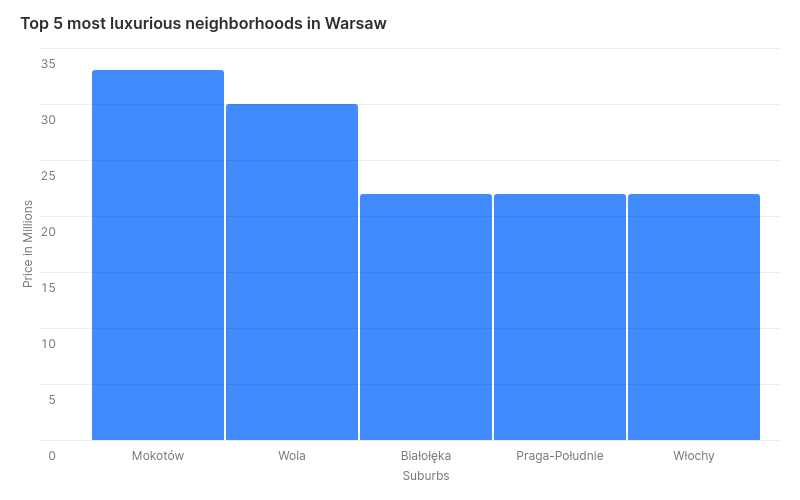 Top 5 most luxurious neighborhoods in Warsaw
35
30
25
20
15
10
5
0
Price in Millions
Mokotów Wola Białołęka Praga-Południe Włochy
Suburbs